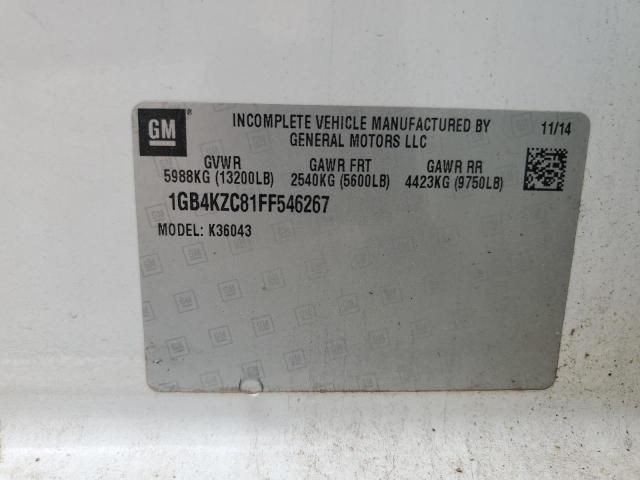 GM®
INCOMPLETE VEHICLE MANUFACTURED BY
GENERAL MOTORS LLC
11/14
GVWR GAWR FRT GAWR RR
5988KG (13200LB) 2540KG (5600LB) 4423KG (9750LB)
1GB4KZC81FF546267
MODEL: K36043